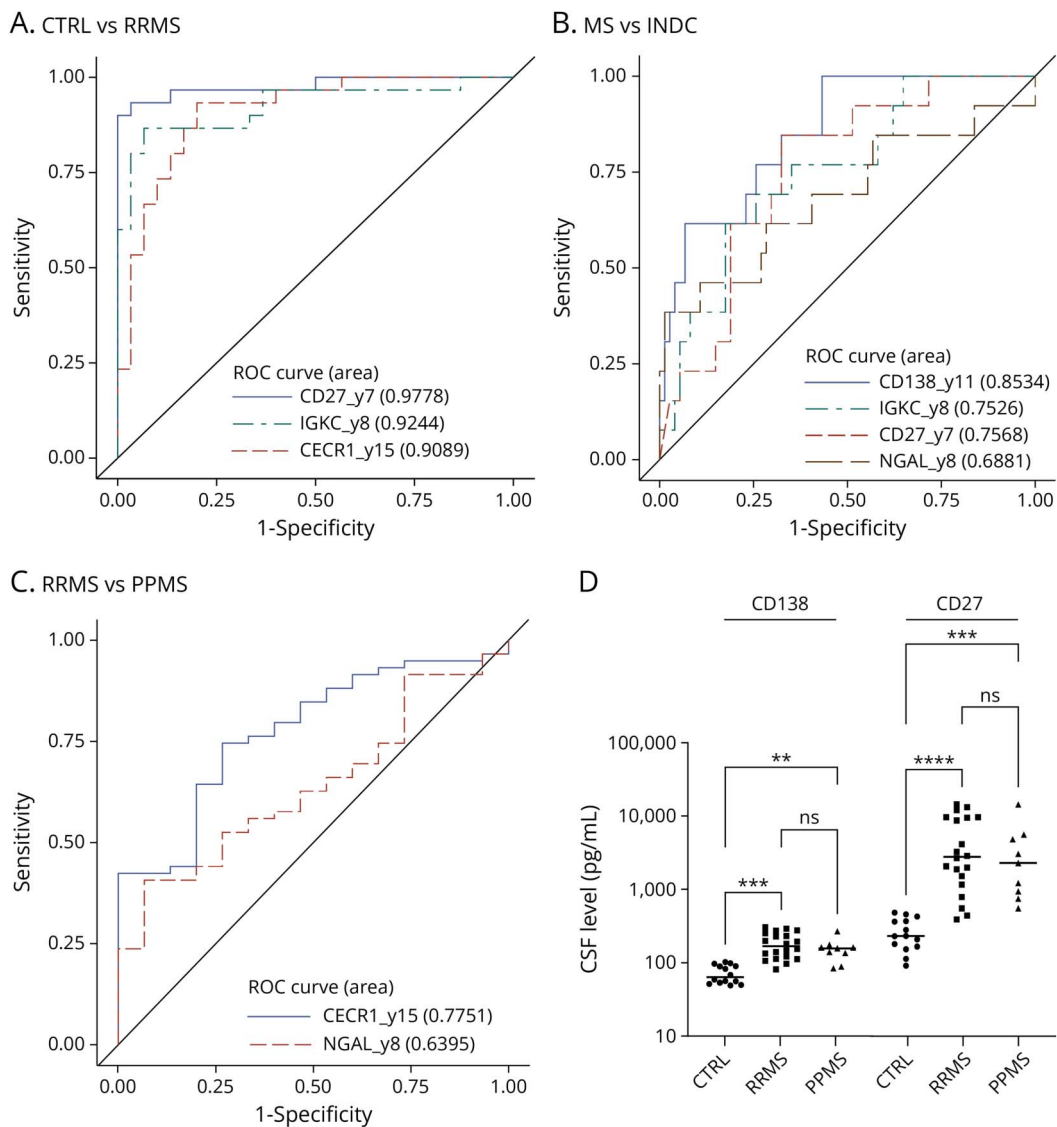 A. CTRL vs RRMS
1.00
0.75
0.50
0.25
0.00
Sensitivity
ROC curve (area)
CD27_y7 (0.9778)
IGKC_y8 (0.9244)
CECR1_y15 (0.9089)
0.00 0.25 0.50 0.75 1.00
1-Specificity
B. MS vs INDC
1.00
0.75
0.50
0.25
0.00
Sensitivity
ROC curve (area)
CD138_y11 (0.8534)
IGKC_y8 (0.7526)
CD27_y7 (0.7568)
NGAL_y8 (0.6881)
0.00 0.25 0.50 0.75 1.00
1-Specificity
C. RRMS vs PPMS
1.00
0.75
0.50
0.25
0.00
Sensitivity
ROC curve (area)
CECR1_y15 (0.7751)
NGAL_y8 (0.6395)
0.00 0.25 0.50 0.75 1.00
1-Specificity
D
CD138 CD27
***
ns
**
****
ns
***
100,000
10,000
1,000
100
10
CSF level (pg/mL)
CTRL RRMS PPMS CTRL RRMS PPMS